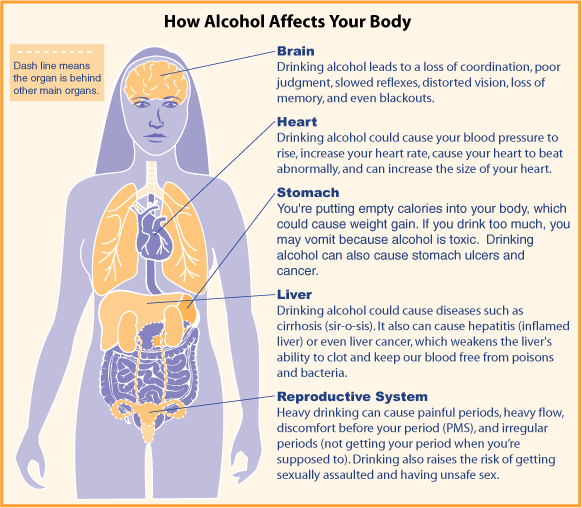 How Alcohol Affects Your Body
Dash line means
the organ is behind
other main organs.
Brain
Drinking alcohol leads to a loss of coordination, poor
judgment, slowed reflexes, distorted vision, loss of
memory, and even blackouts.
Heart
Drinking alcohol could cause your blood pressure to
rise, increase your heart rate, cause your heart to beat
abnormally, and can increase the size of your heart.
Stomach
You're putting empty calories into your body, which
could cause weight gain. If you drink too much, you
may vomit because alcohol is toxic. Drinking
alcohol can also cause stomach ulcers and
cancer.
Liver
Drinking alcohol could cause diseases such as
cirrhosis (sir-o-sis). It also can cause hepatitis (inflamed
liver) or even liver cancer, which weakens the liver's
ability to clot and keep our blood free from poisons
and bacteria.
Reproductive System
Heavy drinking can cause painful periods, heavy flow,
discomfort before your period (PMS), and irregular
periods (not getting your period when you're
supposed to). Drinking also raises the risk of getting
sexually assaulted and having unsafe sex.